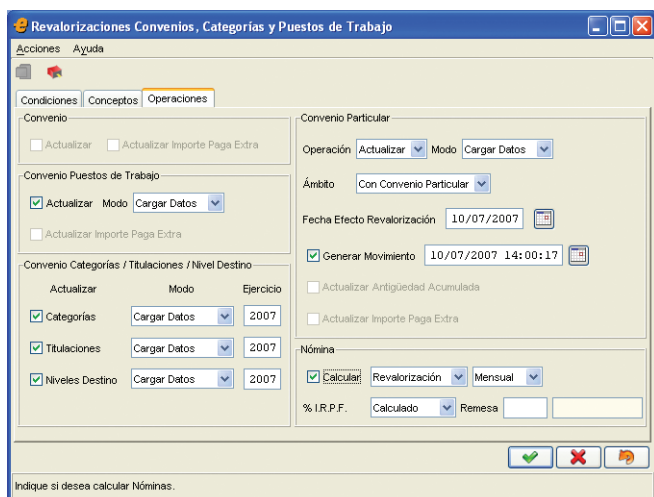 Revalorizaciones Convenios, Categorías y Puestos de Trabajo
Acciones Ayuda
Condiciones Conceptos Operaciones
Convenio
Actualizar Actualizar Importe Paga Extra
Convenio Puestos de Trabajo
Actualizar Modo Cargar Datos
Actualizar Importe Paga Extra
Convenio Categorías / Titulaciones / Nivel Destino
Actualizar Modo Ejercicio
Categorías Cargar Datos 2007
Titulaciones Cargar Datos 2007
Niveles Destino Cargar Datos 2007
Convenio Particular
Operación Actualizar Modo Cargar Datos
Ámbito Con Convenio Particular
Fecha Efecto Revalorización 10/07/2007
Generar Movimiento 10/07/2007 14:00:17
Actualizar Antigüedad Acumulada
Actualizar Importe Paga Extra
Nómina
Calcular Revalorización Mensual
% I.R.P.F. Calculado Remesa
Indique si desea calcular Nóminas.